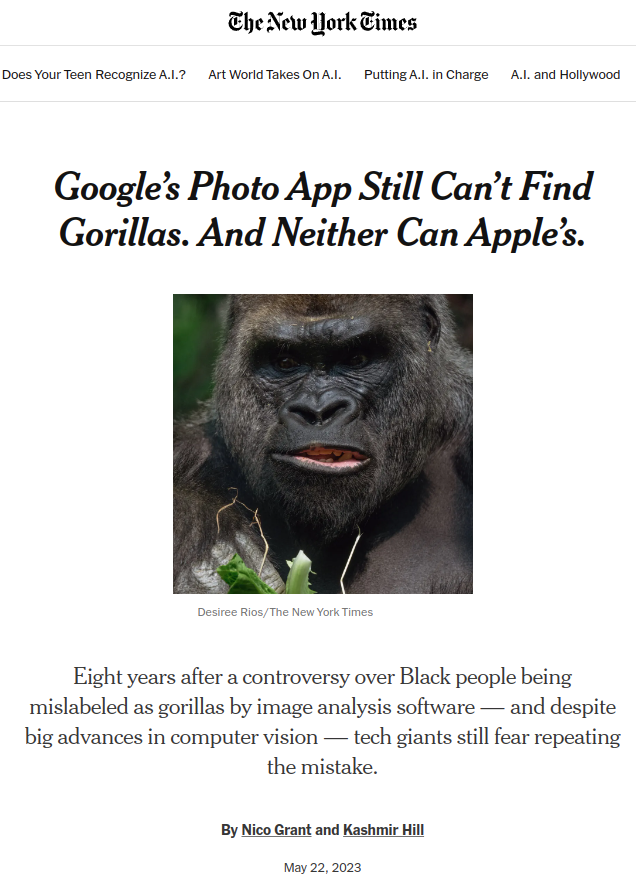 The New York Times
Does Your Teen Recognize A.I.? Art World Takes On A.I. Putting A.I. in Charge A.I. and Hollywood
Google’s Photo App Still Can’t Find
Gorillas. And Neither Can Apple’s.
Desiree Rios/The New York Times
Eight years after a controversy over Black people being
mislabeled as gorillas by image analysis software — and despite
big advances in computer vision — tech giants still fear repeating
the mistake.
By Nico Grant and Kashmir Hill
May 22, 2023